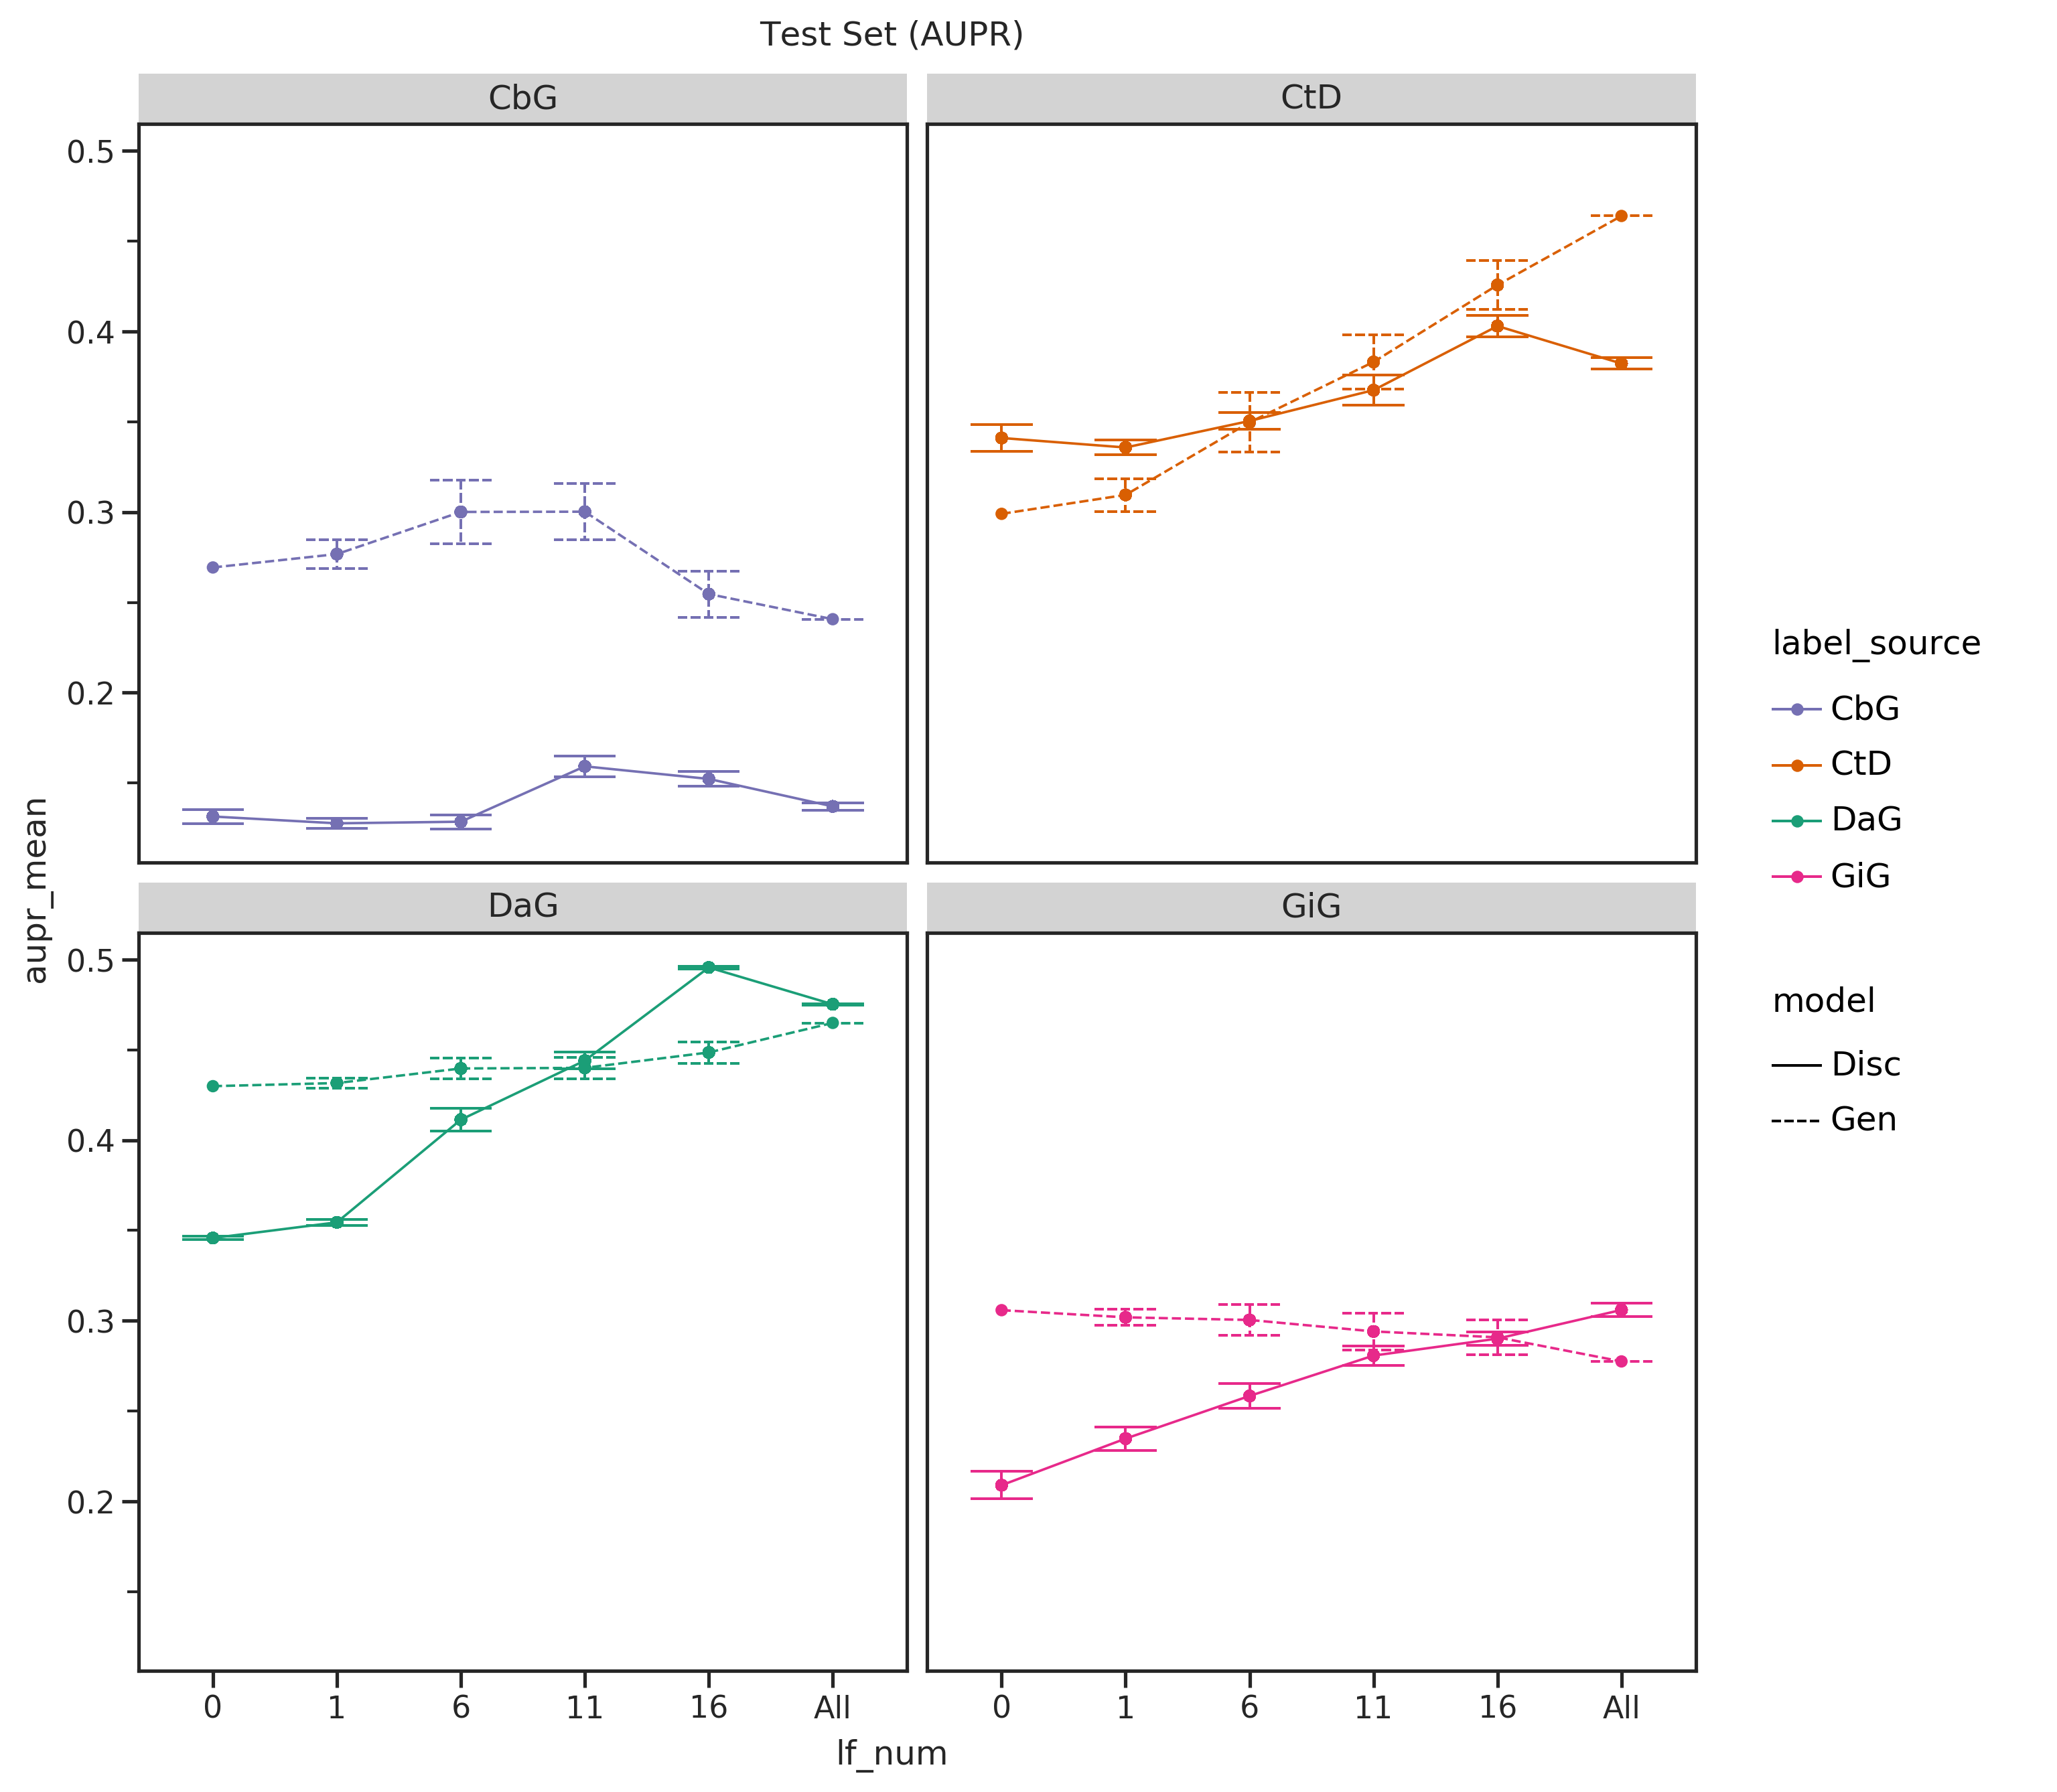 Test Set (AUPR)
CbG
CtD
0.5
0.4
0.3
0.2
aupr_mean
DaG
GiG
0.5
0.4
0.3
0.2
0 1 6 11 16 All
0 1 6 11 16 All
lf_num
label_source
CbG
CtD
DaG
GiG
model
Disc
Gen